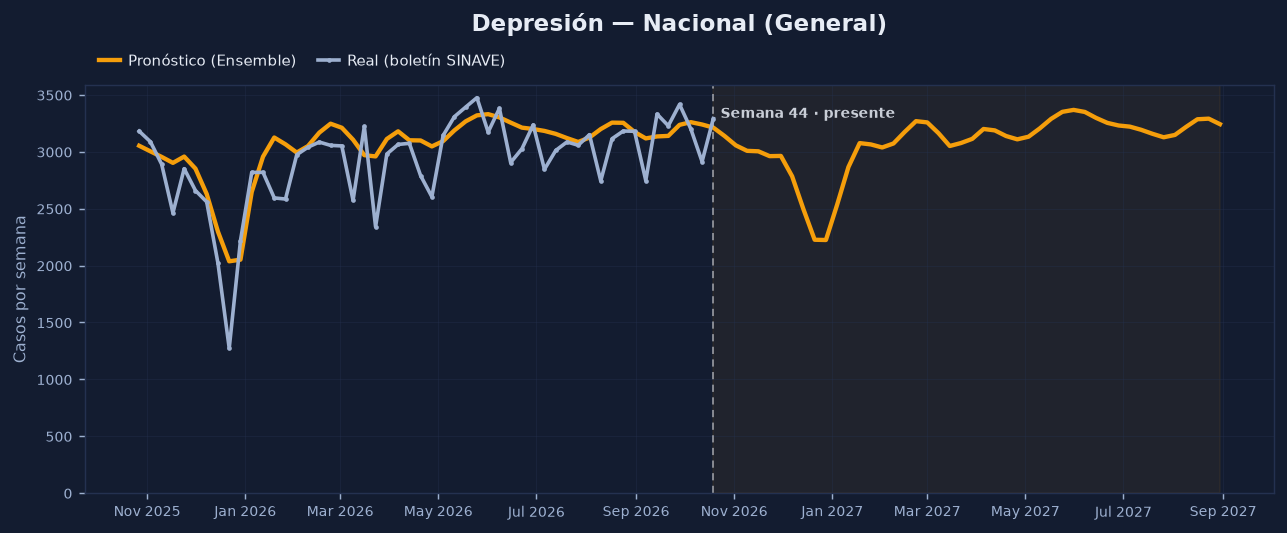 Depresión — Nacional (General)
Pronóstico (Ensemble)
Real (boletín SINAVE)
Semana 44 · presente
Casos por semana
3500
3000
2500
2000
1500
1000
500
0
Nov 2025
Jan 2026
Mar 2026
May 2026
Jul 2026
Sep 2026
Nov 2026
Jan 2027
Mar 2027
May 2027
Jul 2027
Sep 2027